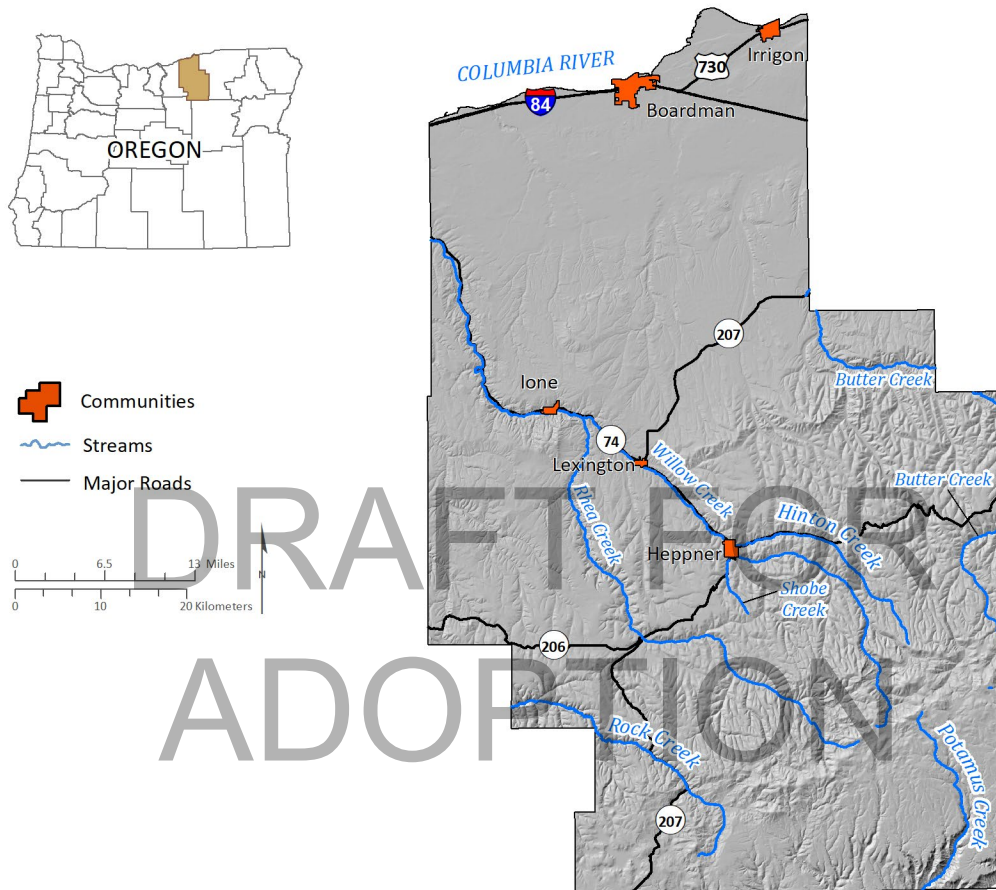 OREGON
COLUMBIA RIVER
84
730
Irrigon
Boardman
207
Butter Creek
Ione
74
Lexington
Willow Creek
Rhea Creek
Butter Creek
Hinton Creek
Heppner
Shobe
Creek
206
Rock Creek
Potamus Creek
207
Communities
Streams
Major Roads
0 6.5 13 Miles
0 10 20 Kilometers
N
DRAFT FOR
ADOPTION